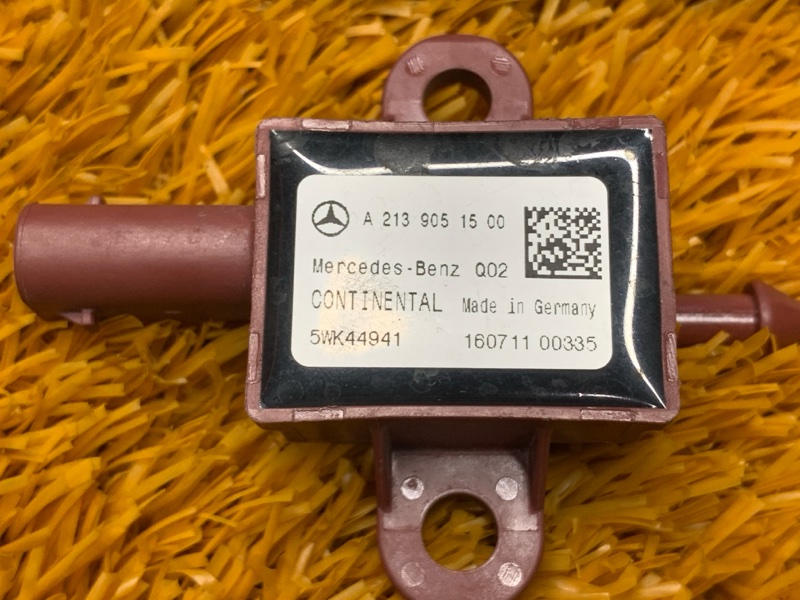 A 213 905 15 00
Mercedes-Benz Q02
CONTINENTAL Made in Germany
5WK44941 160711 00335